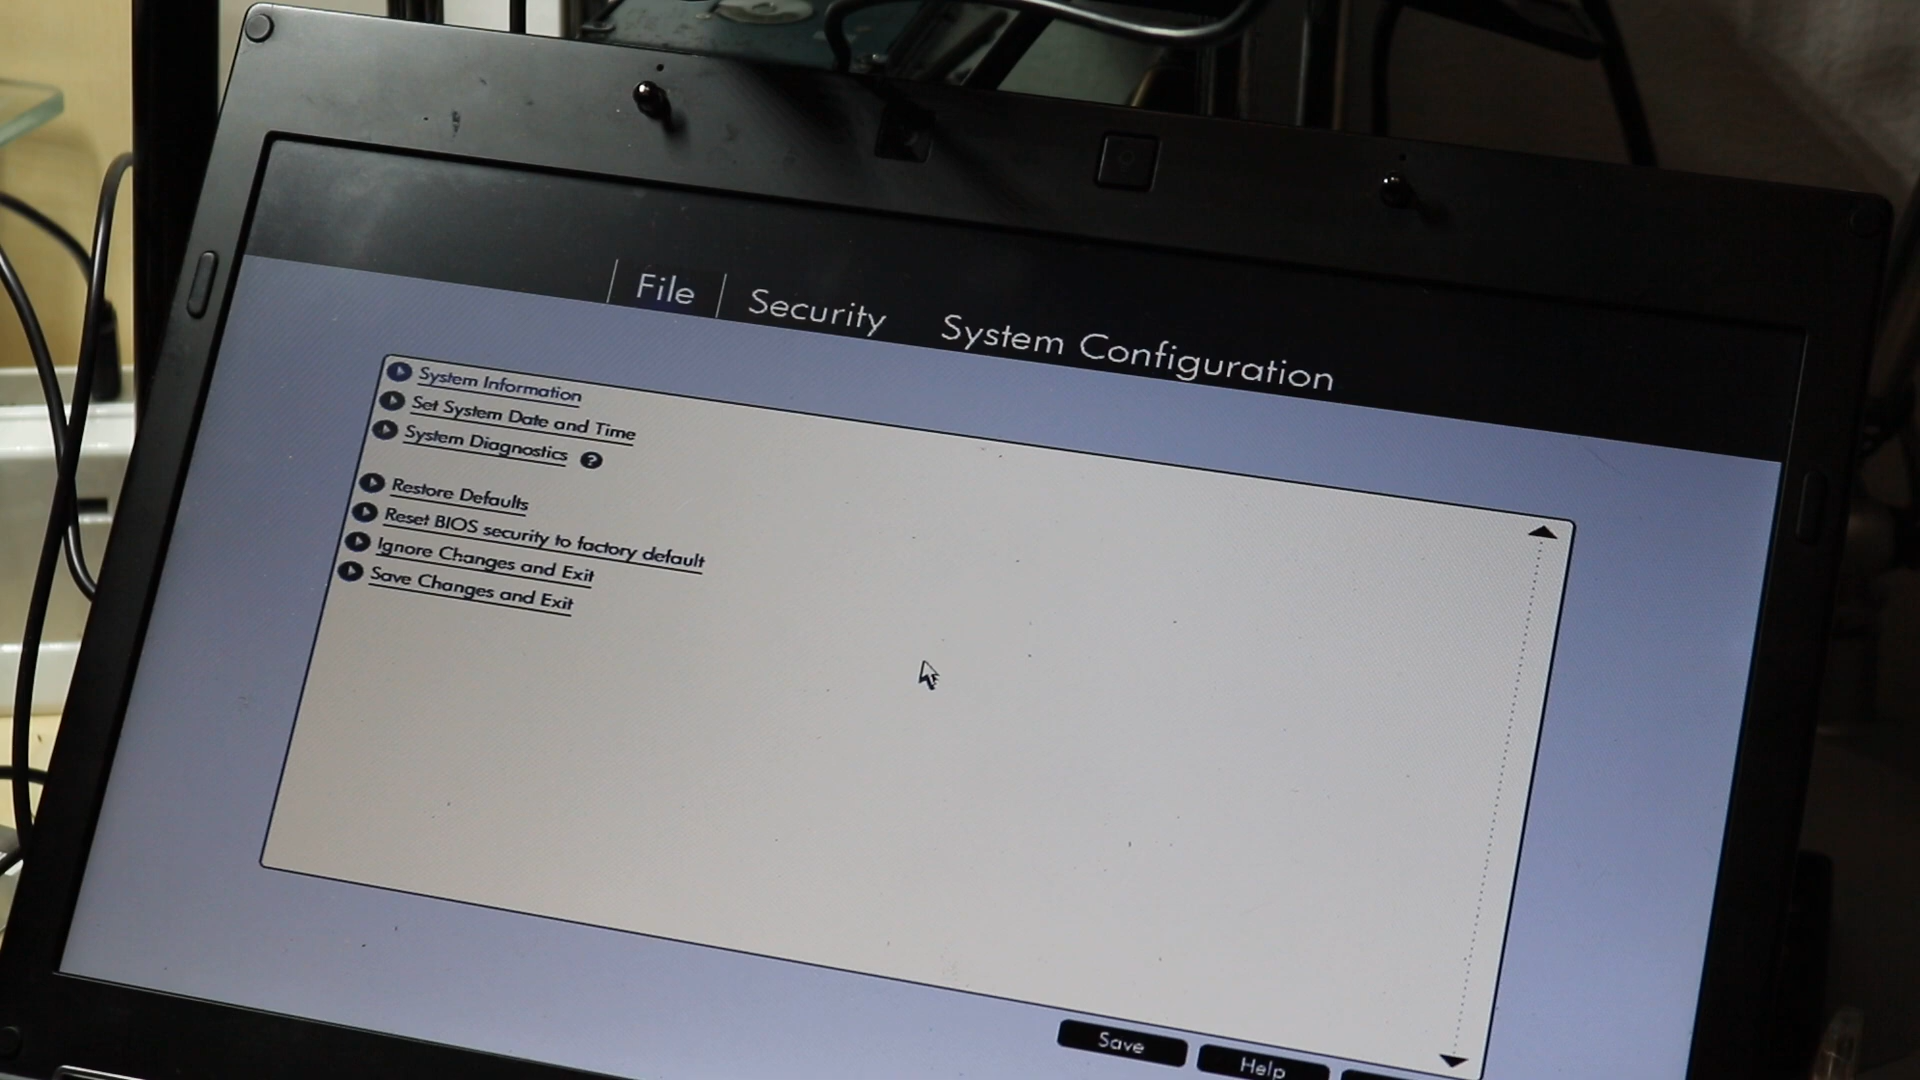 File Security System Configuration
System Information
Set System Date and Time
System Diagnostics ?
Restore Defaults
Reset BIOS security to factory default
Ignore Changes and Exit
Save Changes and Exit
Save Help